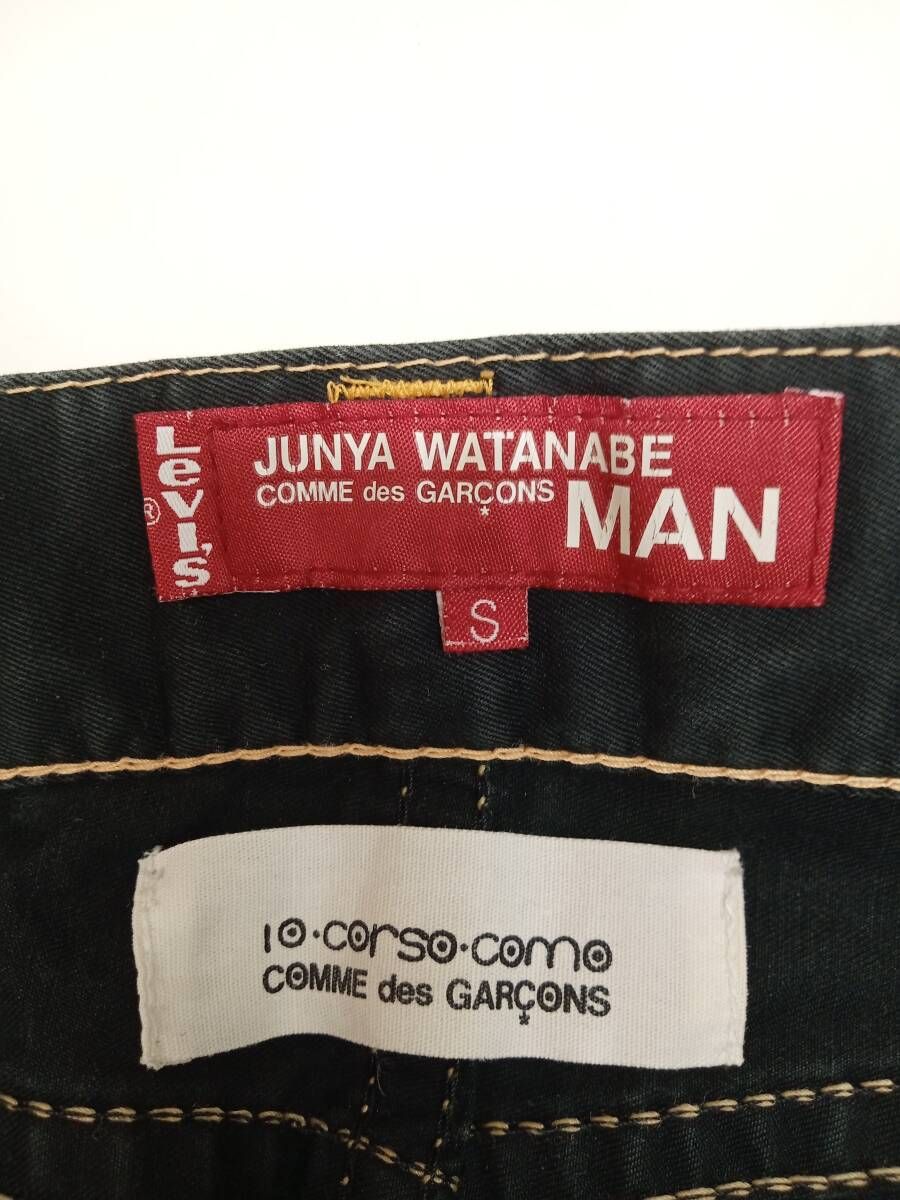 Levi's
®
JUNYA WATANABE
COMME des GARÇONS MAN
S
10·corso·como
COMME des GARÇONS